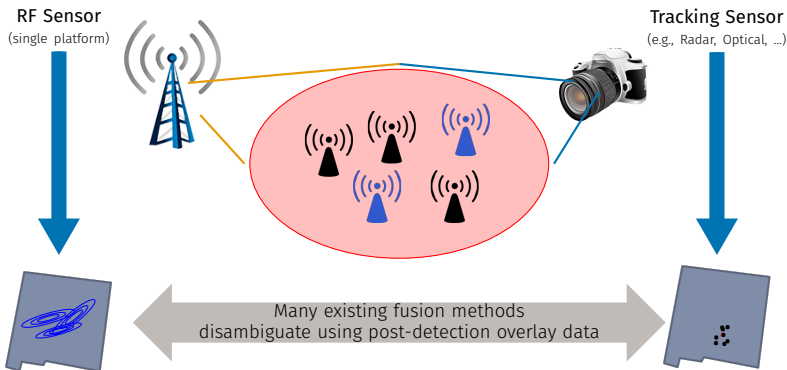 RF Sensor
(single platform)
Tracking Sensor
(e.g., Radar, Optical, …)
Many existing fusion methods
disambiguate using post-detection overlay data